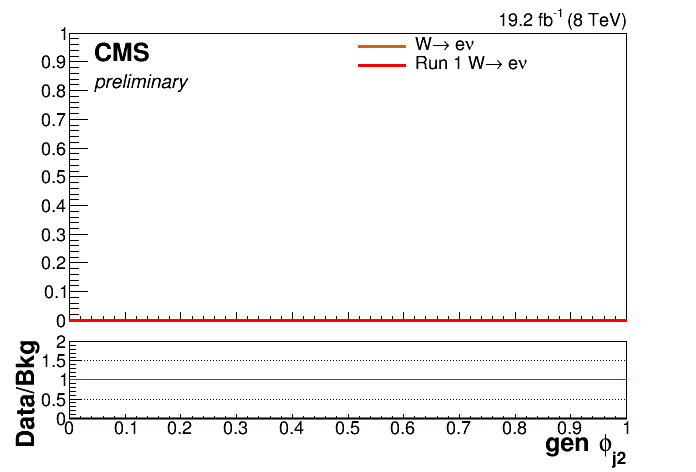 19.2 fb⁻¹ (8 TeV)
CMS
preliminary
W→ eν
Run 1 W→ eν
1
0.9
0.8
0.7
0.6
0.5
0.4
0.3
0.2
0.1
0
Data/Bkg
2
1.5
1
0.5
0
0 0.1 0.2 0.3 0.4 0.5 0.6 0.7 0.8 0.9 1
gen ϕj2